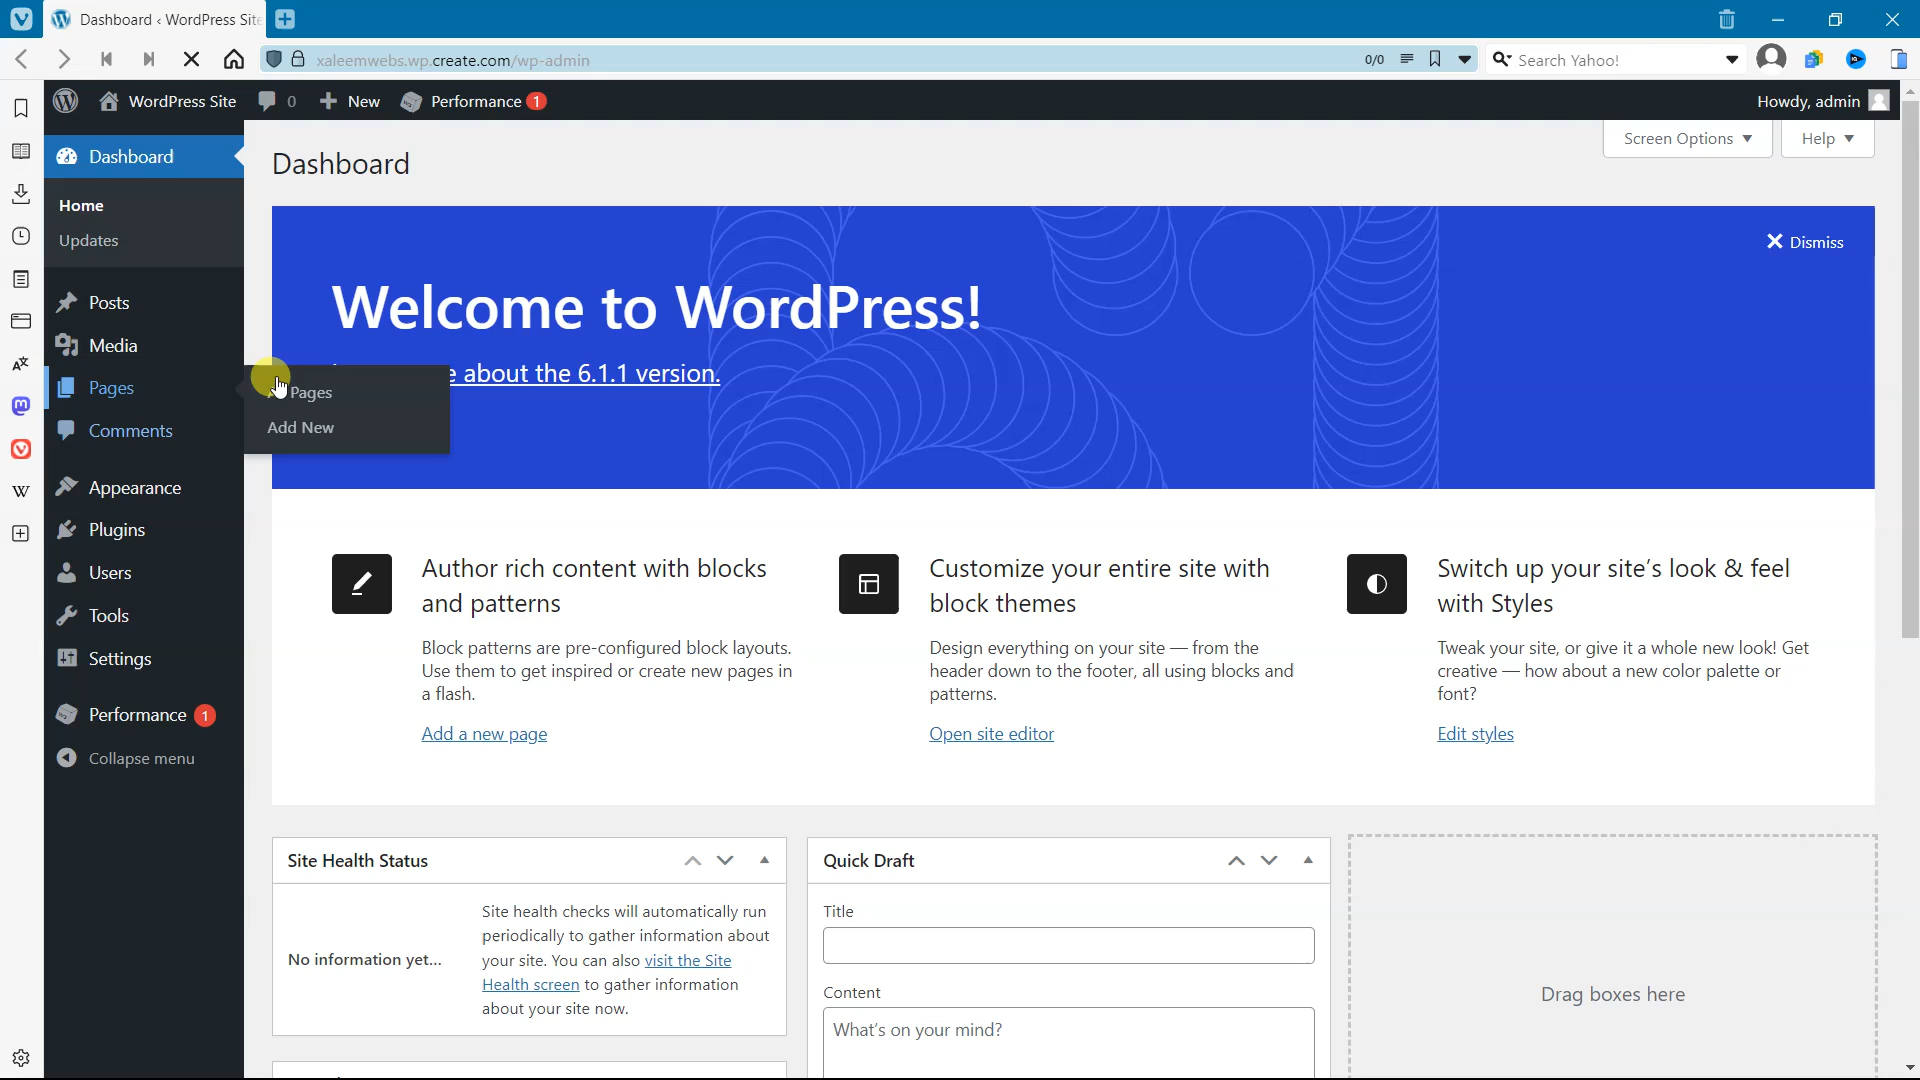 Dashboard ‹ WordPress Site
xaleemwebs.wp.create.com/wp-admin
0/0
Search Yahoo!
WordPress Site
0
New
Performance 1
Howdy, admin
Dashboard
Home
Updates
Posts
Media
Pages
Comments
Appearance
Plugins
Users
Tools
Settings
Performance 1
Collapse menu
Pages
Add New
Dashboard
Screen Options
Help
Dismiss
Welcome to WordPress!
about the 6.1.1 version.
Author rich content with blocks
and patterns
Block patterns are pre-configured block layouts.
Use them to get inspired or create new pages in
a flash.
Add a new page
Customize your entire site with
block themes
Design everything on your site — from the
header down to the footer, all using blocks and
patterns.
Open site editor
Switch up your site’s look & feel
with Styles
Tweak your site, or give it a whole new look! Get
creative — how about a new color palette or
font?
Edit styles
Site Health Status
No information yet...
Site health checks will automatically run
periodically to gather information about
your site. You can also visit the Site
Health screen to gather information
about your site now.
Quick Draft
Title
Content
What's on your mind?
Drag boxes here